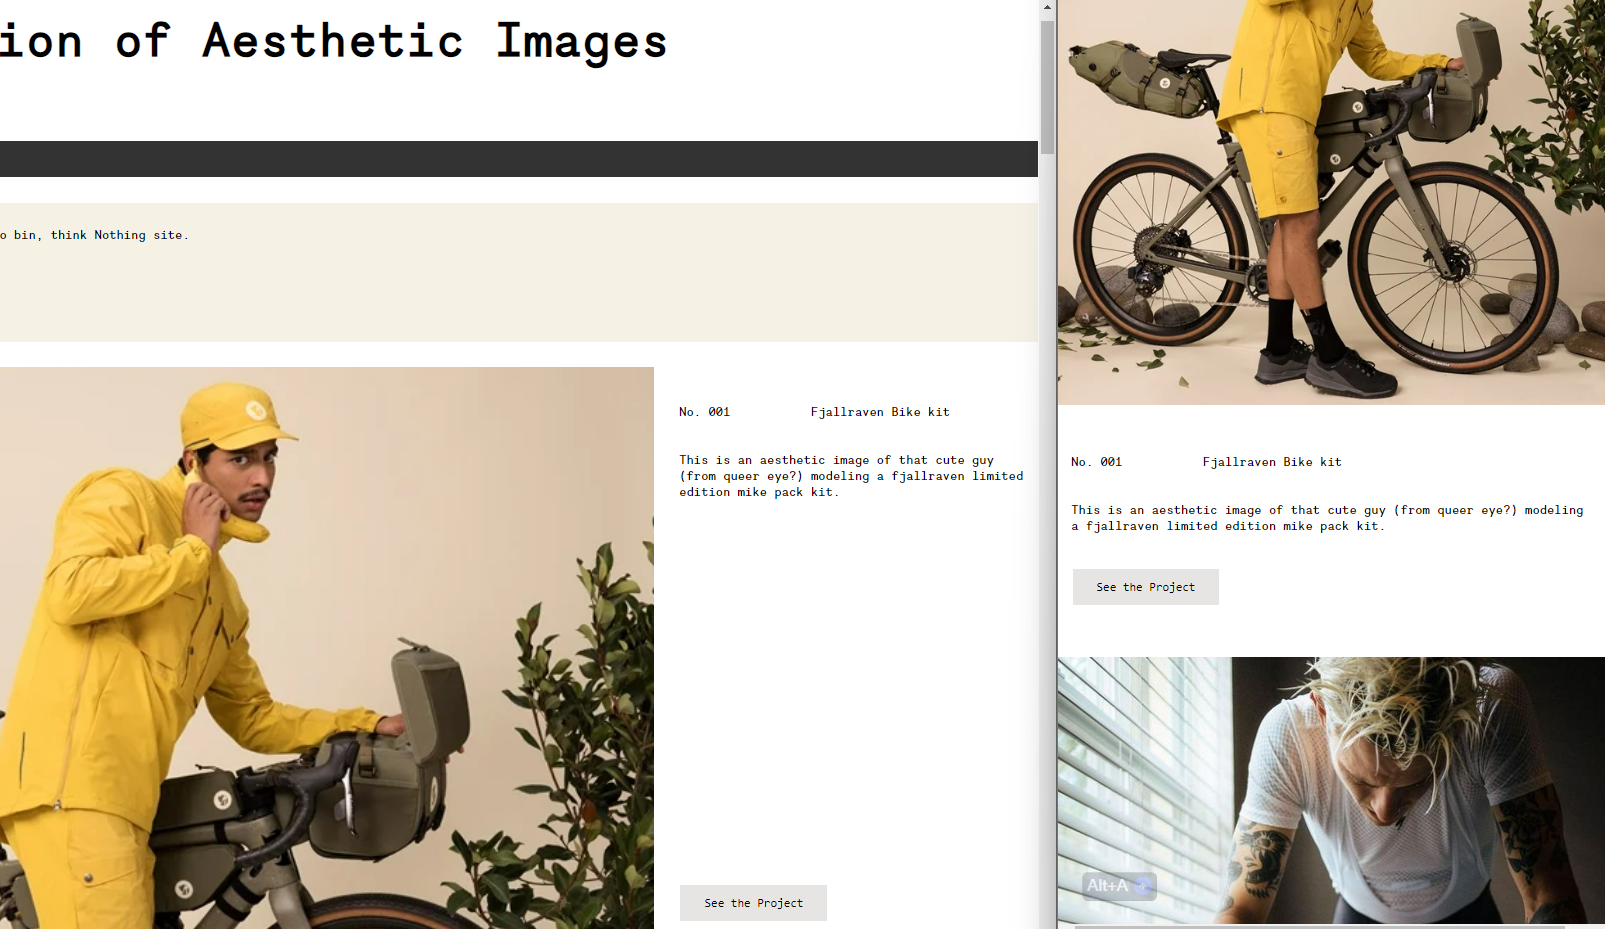 ion of Aesthetic Images
o bin, think Nothing site.
No. 001 Fjallraven Bike kit
This is an aesthetic image of that cute guy
(from queer eye?) modeling a fjallraven limited
edition mike pack kit.
See the Project
No. 001 Fjallraven Bike kit
This is an aesthetic image of that cute guy (from queer eye?) modeling
a fjallraven limited edition mike pack kit.
See the Project
Alt+A